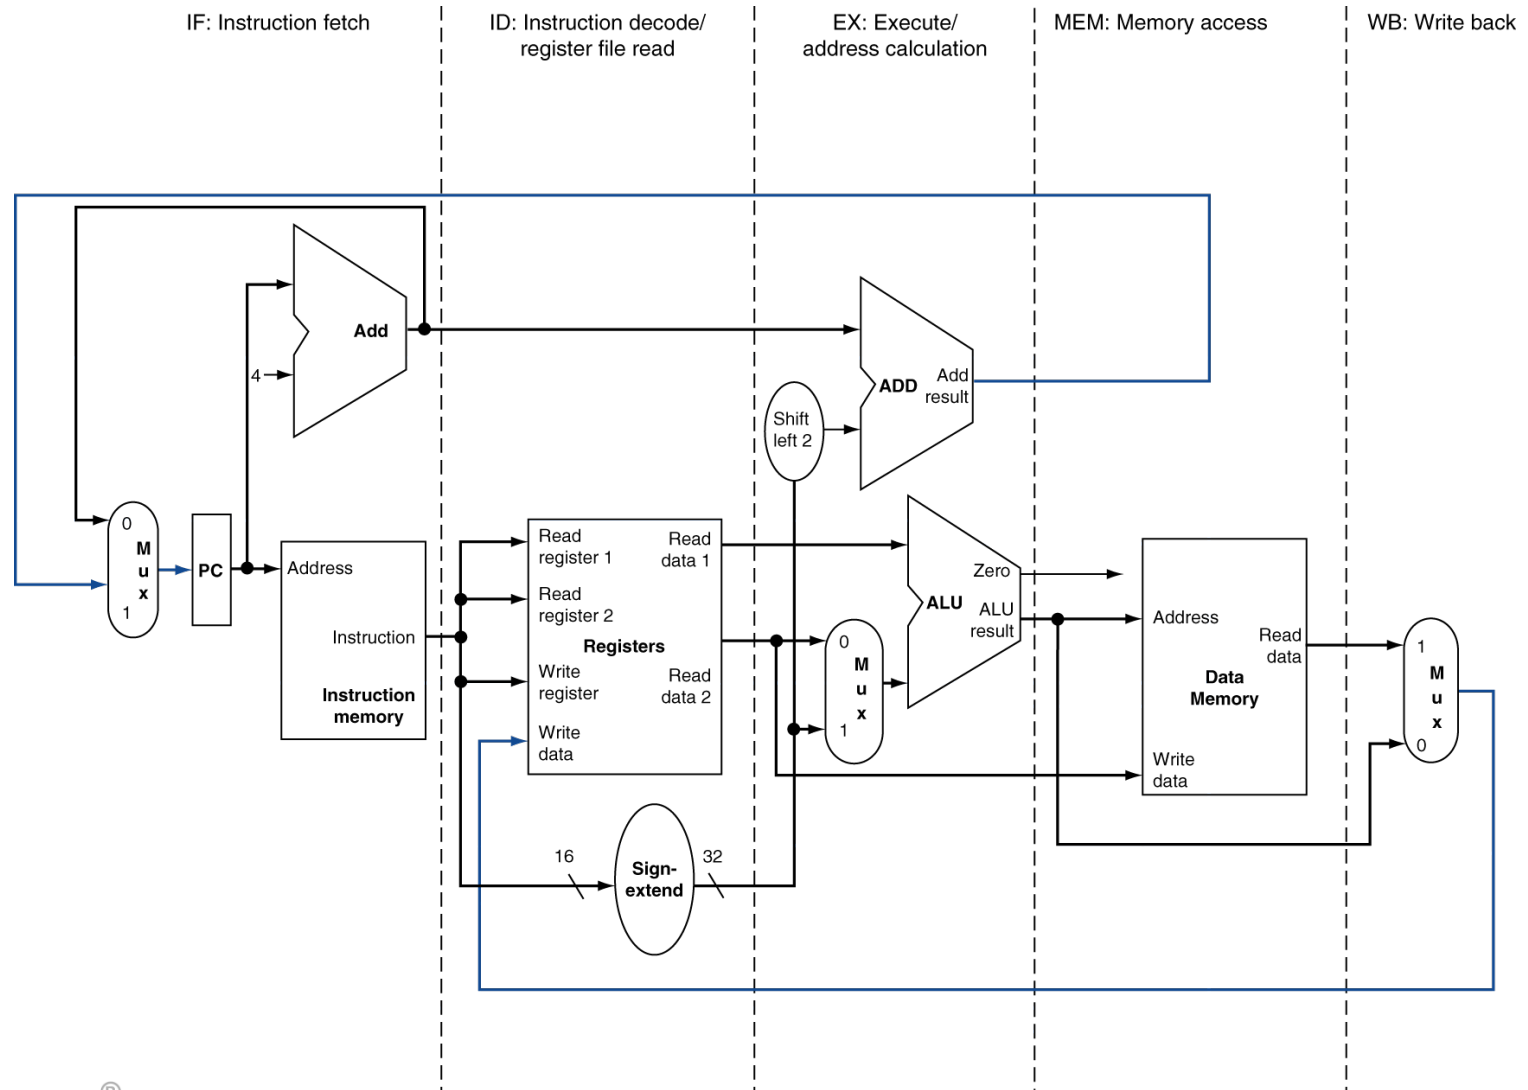 IF: Instruction fetch
ID: Instruction decode/
register file read
EX: Execute/
address calculation
MEM: Memory access
WB: Write back
Add
4
ADD
Add
result
Shift
left 2
0
M
u
x
1
PC
Address
Instruction
Instruction
memory
Read
register 1
Read
data 1
Read
register 2
Registers
Write
register
Read
data 2
Write
data
16
Sign-
extend
32
0
M
u
x
1
Zero
ALU
ALU
result
Address
Read
data
Data
Memory
Write
data
1
M
u
x
0